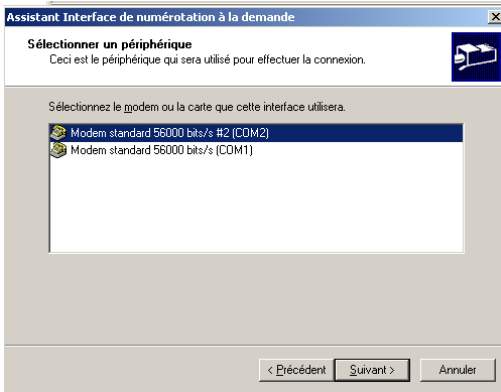 Assistant Interface de numérotation à la demande
Sélectionner un périphérique
Ceci est le périphérique qui sera utilisé pour effectuer la connexion.
Sélectionnez le modem ou la carte que cette interface utilisera.
Modem standard 56000 bits/s #2 (COM2)
Modem standard 56000 bits/s (COM1)
< Précédent Suivant > Annuler